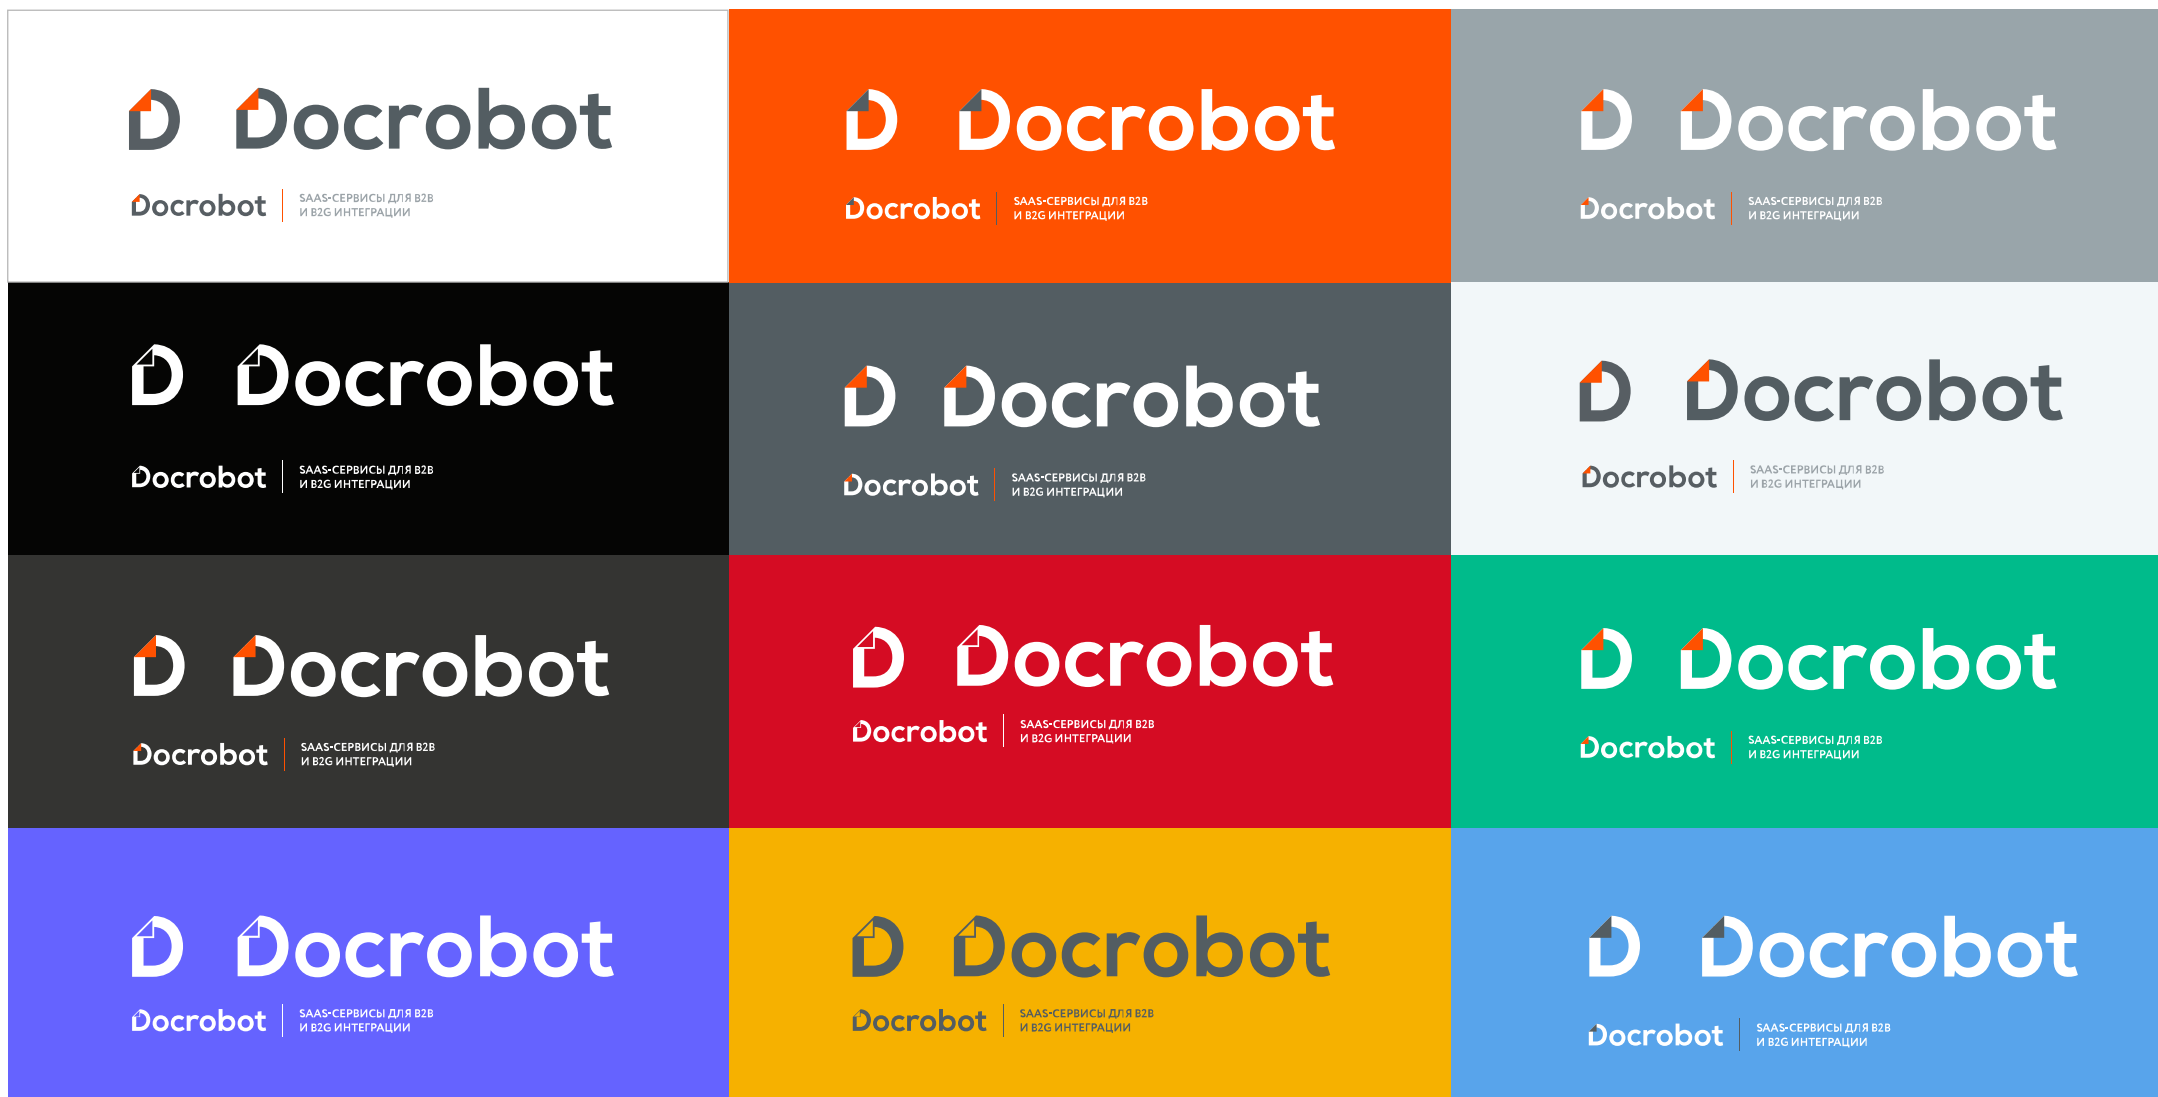 D Docrobot
Docrobot
SAAS-СЕРВИСЫ ДЛЯ B2B
И B2G ИНТЕГРАЦИИ
D Docrobot
Docrobot
SAAS-СЕРВИСЫ ДЛЯ B2B
И B2G ИНТЕГРАЦИИ
D Docrobot
Docrobot
SAAS-СЕРВИСЫ ДЛЯ B2B
И B2G ИНТЕГРАЦИИ
D Docrobot
Docrobot
SAAS-СЕРВИСЫ ДЛЯ B2B
И B2G ИНТЕГРАЦИИ
D Docrobot
Docrobot
SAAS-СЕРВИСЫ ДЛЯ B2B
И B2G ИНТЕГРАЦИИ
D Docrobot
Docrobot
SAAS-СЕРВИСЫ ДЛЯ B2B
И B2G ИНТЕГРАЦИИ
D Docrobot
Docrobot
SAAS-СЕРВИСЫ ДЛЯ B2B
И B2G ИНТЕГРАЦИИ
D Docrobot
Docrobot
SAAS-СЕРВИСЫ ДЛЯ B2B
И B2G ИНТЕГРАЦИИ
D Docrobot
Docrobot
SAAS-СЕРВИСЫ ДЛЯ B2B
И B2G ИНТЕГРАЦИИ
D Docrobot
Docrobot
SAAS-СЕРВИСЫ ДЛЯ B2B
И B2G ИНТЕГРАЦИИ
D Docrobot
Docrobot
SAAS-СЕРВИСЫ ДЛЯ B2B
И B2G ИНТЕГРАЦИИ
D Docrobot
Docrobot
SAAS-СЕРВИСЫ ДЛЯ B2B
И B2G ИНТЕГРАЦИИ